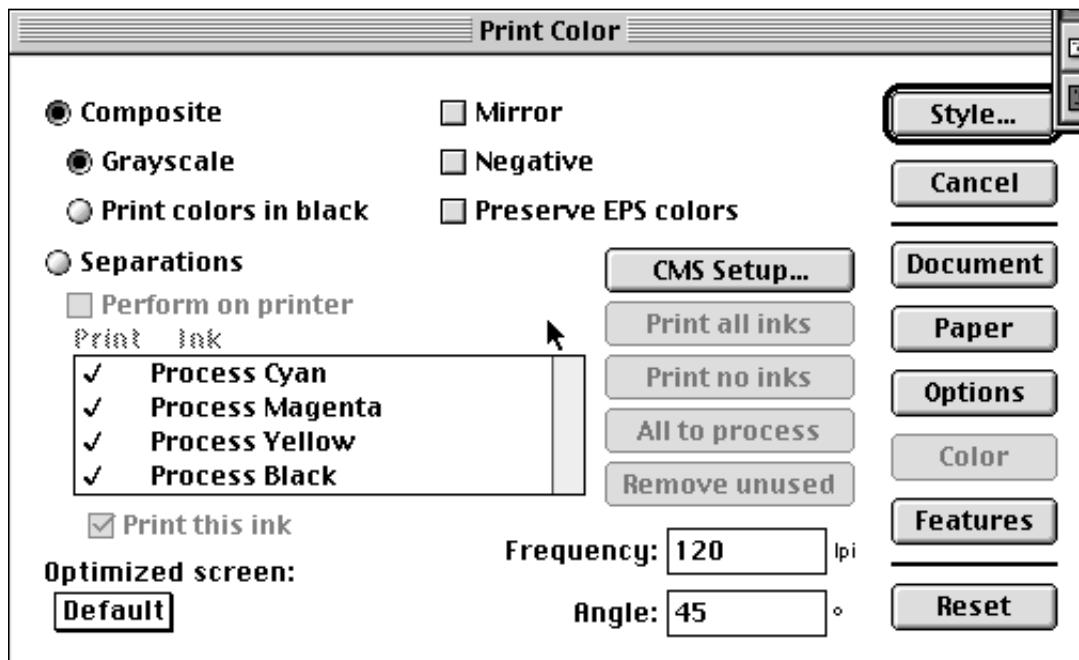 Print Color
Composite
Mirror
Style...
Grayscale
Negative
Cancel
Print colors in black
Preserve EPS colors
Separations
CMS Setup...
Document
Perform on printer
Print all inks
Paper
Print Ink
Process Cyan
Print no inks
Options
Process Magenta
Process Yellow
All to process
Color
Process Black
Remove unused
Print this ink
Features
Frequency: 120 lpi
Optimized screen:
Default
Angle: 45 °
Reset